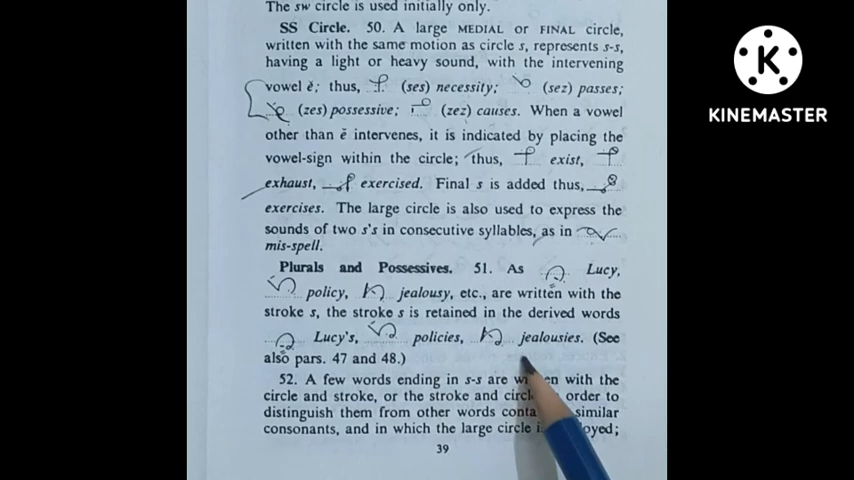 The sw circle is used initially only.
SS Circle. 50. A large MEDIAL or FINAL circle,
written with the same motion as circle s, represents s-s,
having a light or heavy sound, with the intervening
vowel ĕ; thus, (ses) necessity; (sez) passes;
(zes) possessive; (zez) causes. When a vowel
other than ĕ intervenes, it is indicated by placing the
vowel-sign within the circle; thus, exist,
exhaust, exercised. Final s is added thus,
exercises. The large circle is also used to express the
sounds of two s's in consecutive syllables, as in
mis-spell.
Plurals and Possessives. 51. As Lucy,
policy, jealousy, etc., are written with the
stroke s, the stroke s is retained in the derived words
Lucy's, policies, jealousies. (See
also pars. 47 and 48.)
52. A few words ending in s-s are with the
circle and stroke, or the stroke and order to
distinguish them from other words similar
consonants, and in which the large circle
39
K
KINEMASTER